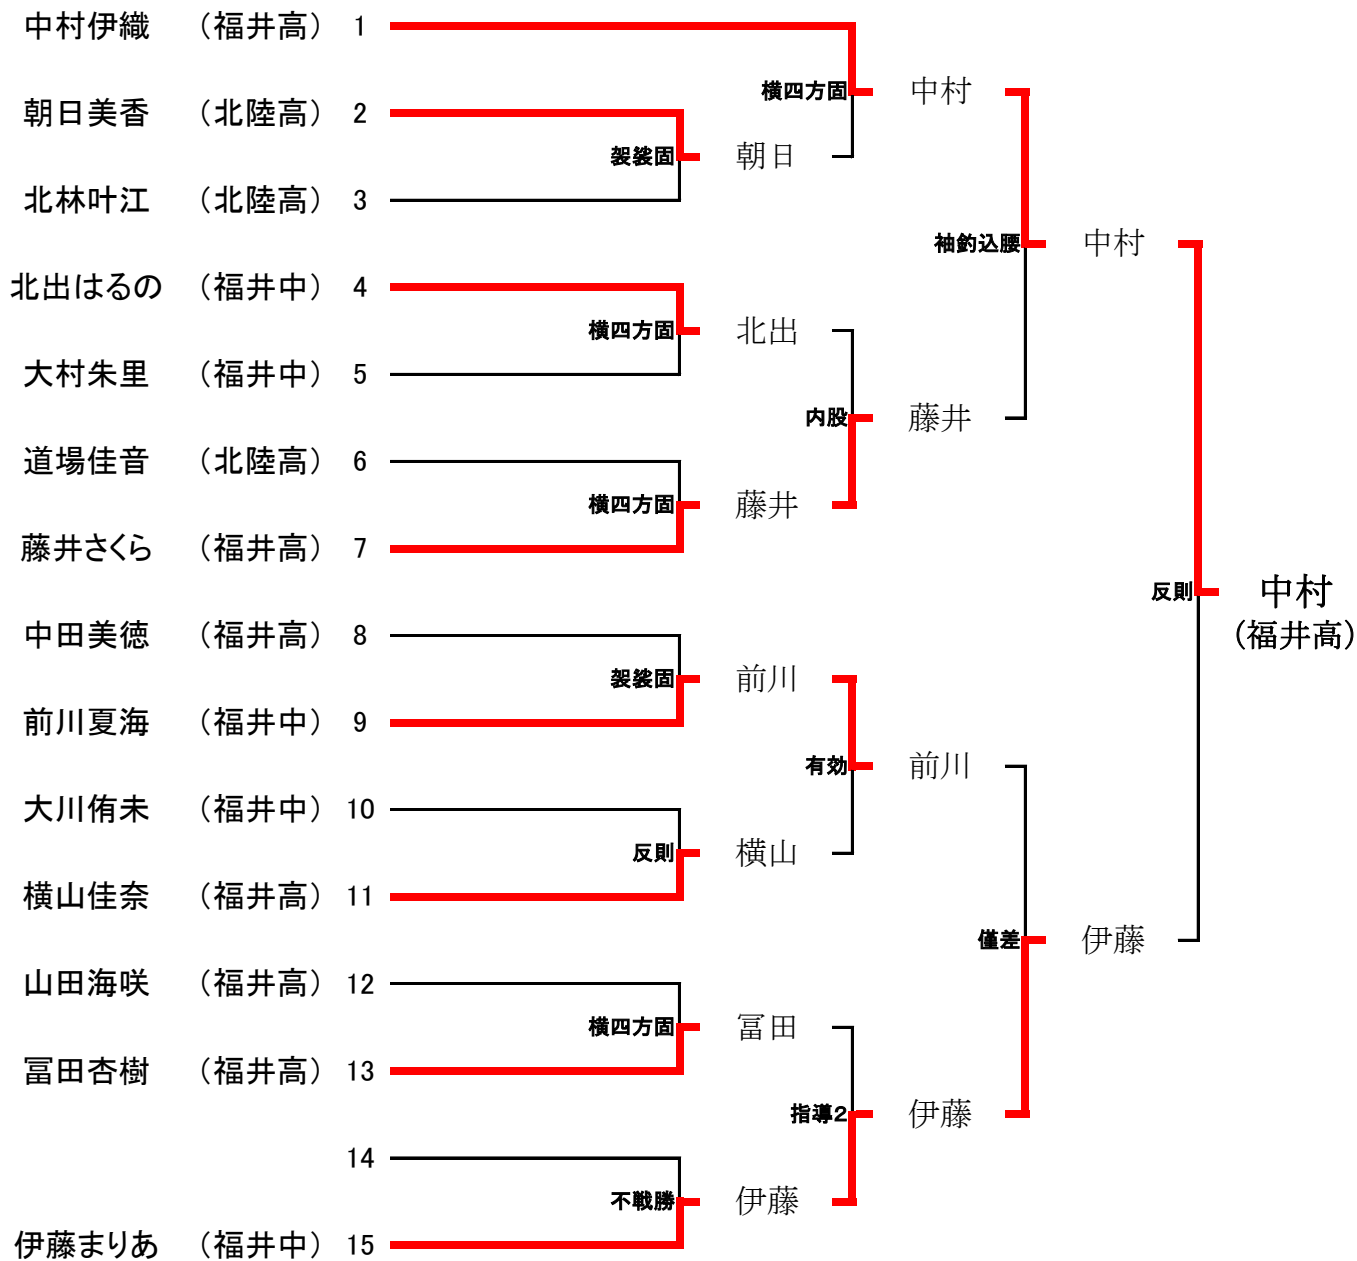 中村伊織 （福井高） 1
横四方固 中村
朝日美香 （北陸高） 2
袈裟固 朝日
北林叶江 （北陸高） 3
袖釣込腰 中村
北出はるの （福井中） 4
横四方固 北出
大村朱里 （福井中） 5
内股 藤井
道場佳音 （北陸高） 6
横四方固 藤井
藤井さくら （福井高） 7
反則 中村
（福井高）
中田美徳 （福井高） 8
袈裟固 前川
前川夏海 （福井中） 9
有効 前川
大川侑未 （福井中） 10
反則 横山
横山佳奈 （福井高） 11
僅差 伊藤
山田海咲 （福井高） 12
横四方固 冨田
冨田杏樹 （福井高） 13
指導2 伊藤
14
不戦勝 伊藤
伊藤まりあ （福井中） 15